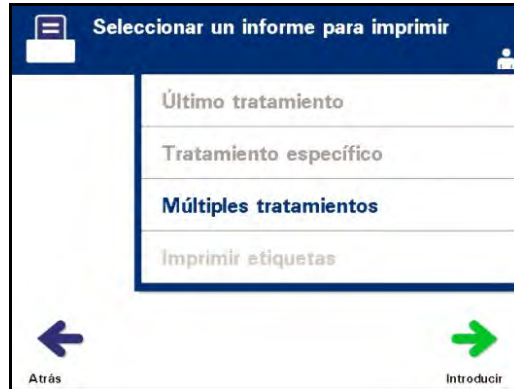 Seleccionar un informe para imprimir
Último tratamiento
Tratamiento específico
Múltiples tratamientos
Imprimir etiquetas
Atrás
Introducir